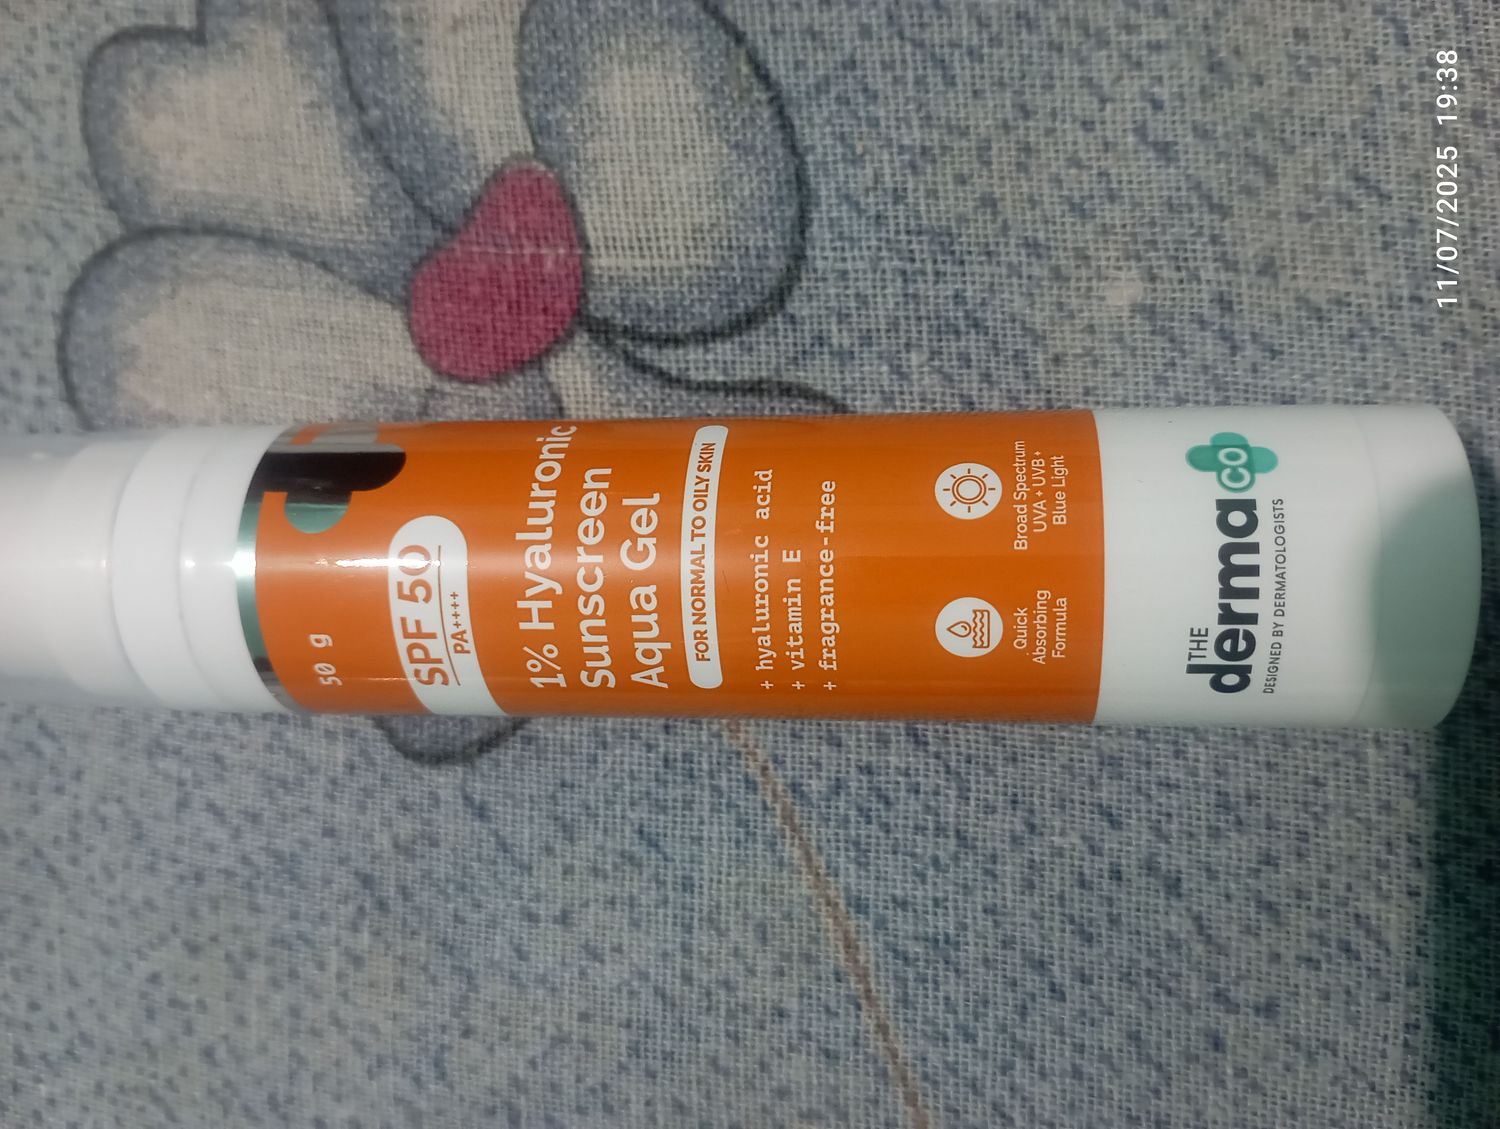 50 g
SPF 50
PA++++
1% Hyaluronic
Sunscreen
Aqua Gel
FOR NORMAL TO OILY SKIN
+ hyaluronic acid
+ vitamin E
+ fragrance-free
Quick
Absorbing
Formula
Broad Spectrum
UVA + UVB +
Blue Light
THE
derma co
DESIGNED BY DERMATOLOGISTS
11/07/2025 19:38